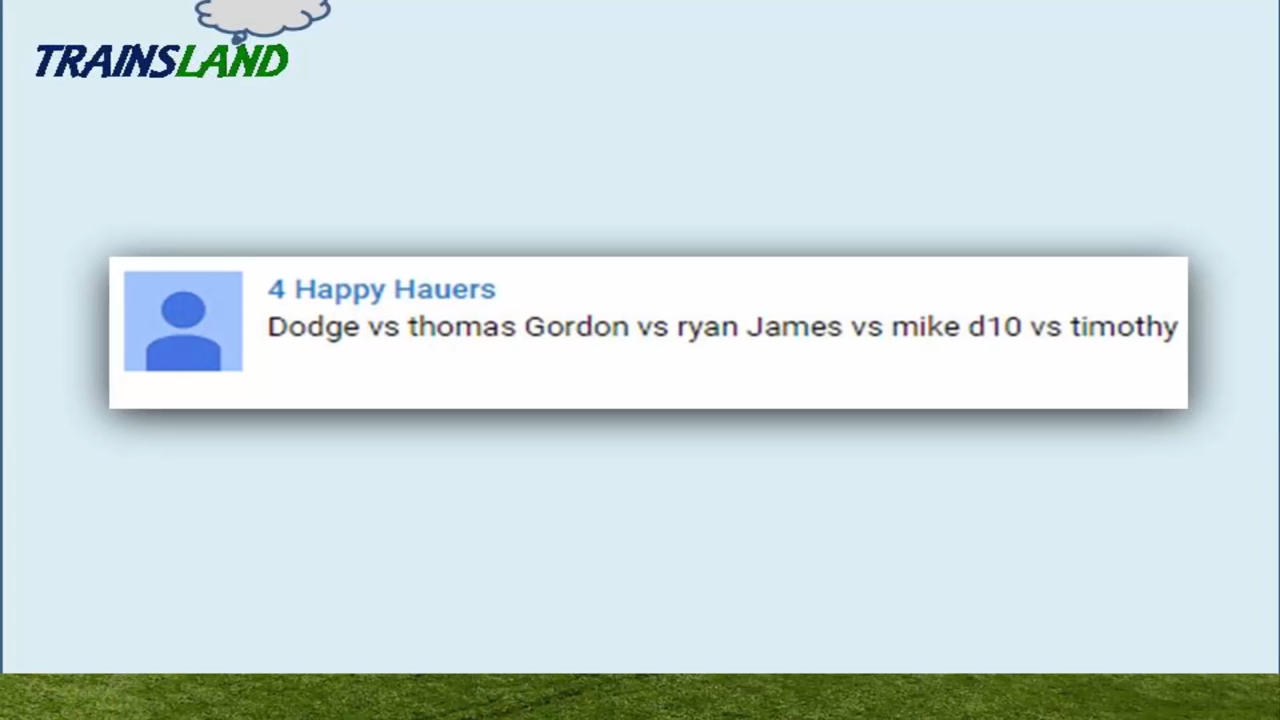 TRAINSLAND
4 Happy Hauers
Dodge vs thomas Gordon vs ryan James vs mike d10 vs timothy